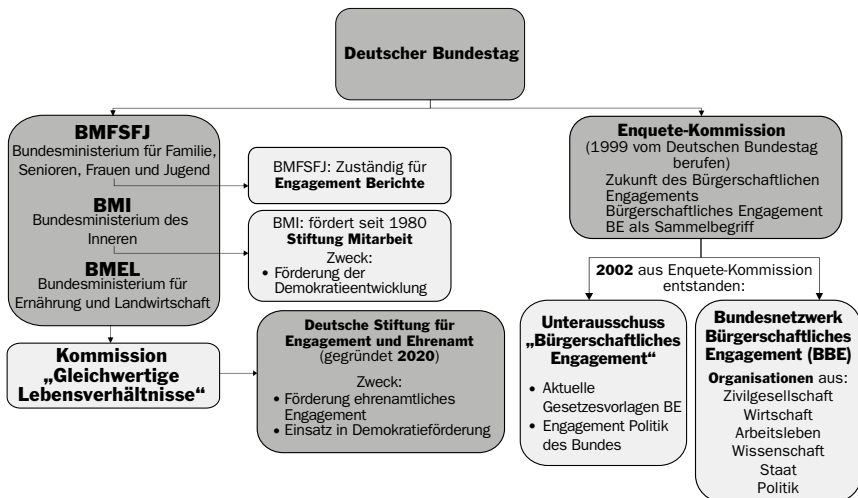 Deutscher Bundestag
BMFSFJ
Bundesministerium für Familie,
Senioren, Frauen und Jugend
BMI
Bundesministerium des
Inneren
BMEL
Bundesministerium für
Ernährung und Landwirtschaft
BMFSFJ: Zuständig für
Engagement Berichte
BMI: fördert seit 1980
Stiftung Mitarbeit
Zweck:
• Förderung der
Demokratieentwicklung
Kommission
„Gleichwertige
Lebensverhältnisse“
Deutsche Stiftung für
Engagement und Ehrenamt
(gegründet 2020)
Zweck:
• Förderung ehrenamtliches
Engagement
• Einsatz in Demokratieförderung
Enquete-Kommission
(1999 vom Deutschen Bundestag
berufen)
Zukunft des Bürgerschaftlichen
Engagements
Bürgerschaftliches Engagement
BE als Sammelbegriff
2002 aus Enquete-Kommission
entstanden:
Unterausschuss
„Bürgerschaftliches
Engagement“
• Aktuelle
Gesetzesvorlagen BE
• Engagement Politik
des Bundes
Bundesnetzwerk
Bürgerschaftliches
Engagement (BBE)
Organisationen aus:
Zivilgesellschaft
Wirtschaft
Arbeitsleben
Wissenschaft
Staat
Politik